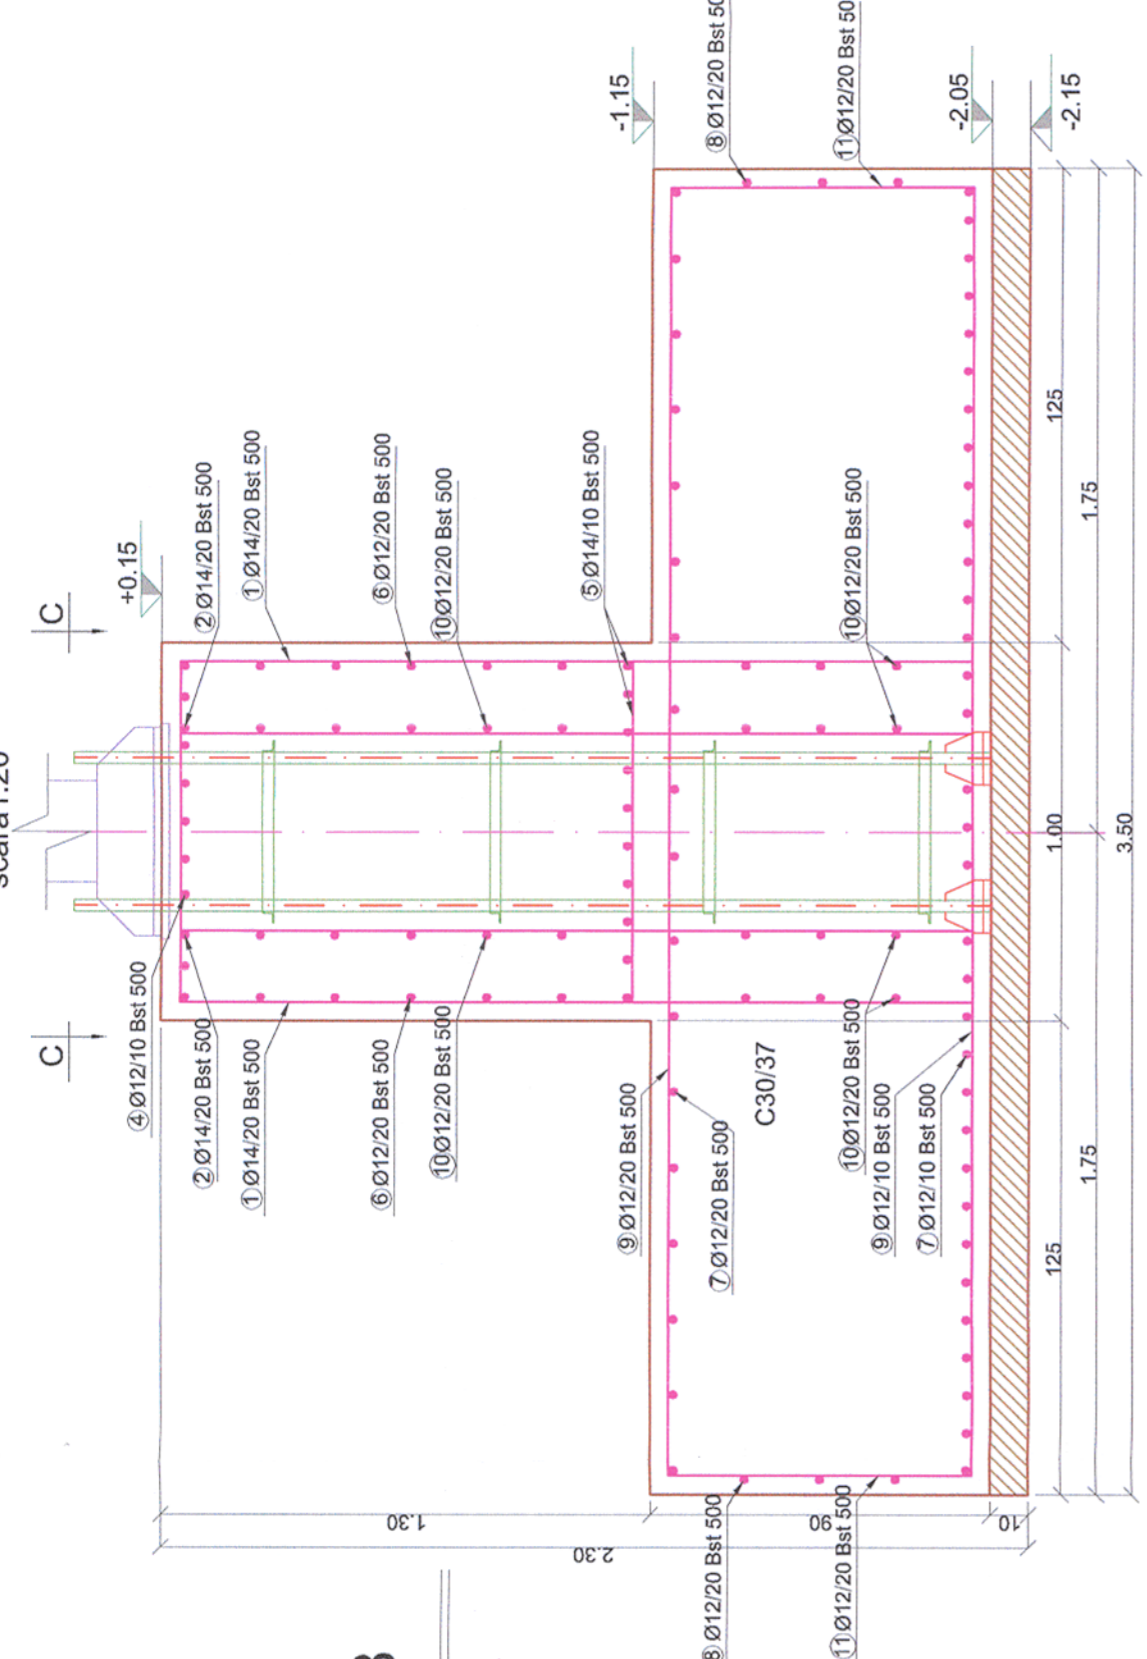 scara1:20
C
C
+0.15
-1.15
-2.05
-2.15
②Ø14/20 Bst 500
①Ø14/20 Bst 500
⑥Ø12/20 Bst 500
⑩Ø12/20 Bst 500
⑤Ø14/10 Bst 500
⑩Ø12/20 Bst 500
⑧Ø12/20 Bst 50
⑪Ø12/20 Bst 50
④Ø12/10 Bst 500
②Ø14/20 Bst 500
①Ø14/20 Bst 500
⑥Ø12/20 Bst 500
⑩Ø12/20 Bst 500
⑨Ø12/20 Bst 500
⑦Ø12/20 Bst 500
C30/37
⑩Ø12/20 Bst 500
⑨Ø12/10 Bst 500
⑦Ø12/10 Bst 500
⑧Ø12/20 Bst 500
⑪Ø12/20 Bst 500
1.30
90
10
2.30
125
1.00
125
1.75
1.75
3.50